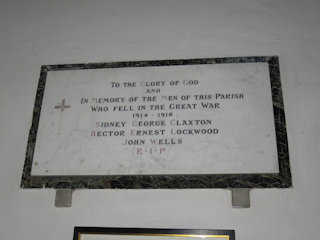 To the Glory of God
and
In Memory of the Men of this Parish
Who fell in the Great War
1914 - 1918
Sidney George Claxton
Hector Ernest Lockwood
John Wells
R·I·P